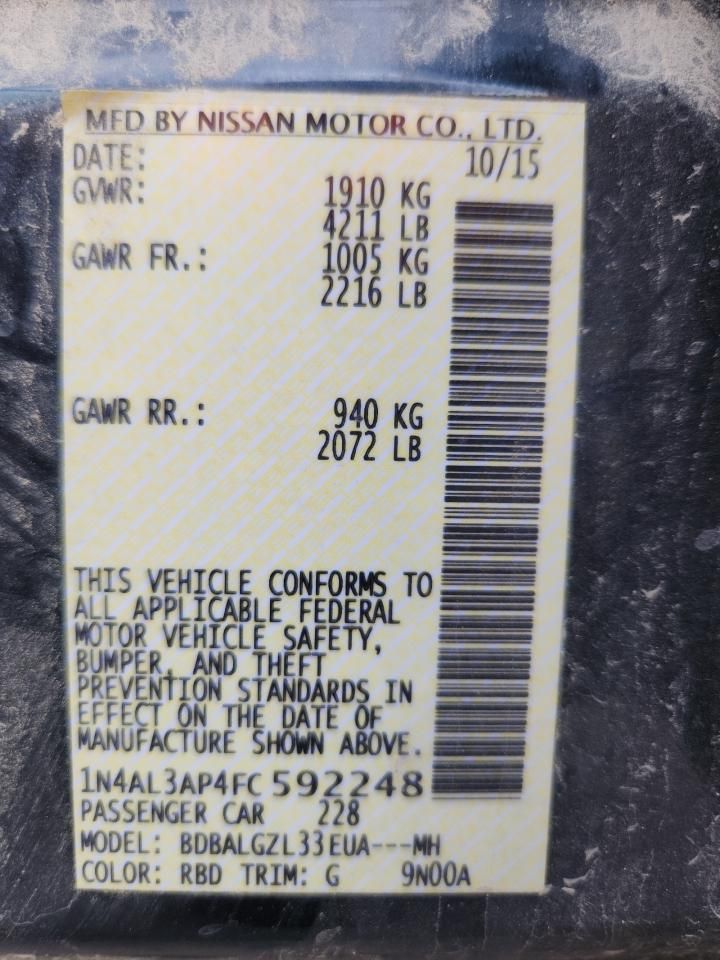 MFD BY NISSAN MOTOR CO., LTD.
DATE: 10/15
GVWR: 1910 KG
4211 LB
GAWR FR.: 1005 KG
2216 LB
GAWR RR.: 940 KG
2072 LB
THIS VEHICLE CONFORMS TO
ALL APPLICABLE FEDERAL
MOTOR VEHICLE SAFETY,
BUMPER, AND THEFT
PREVENTION STANDARDS IN
EFFECT ON THE DATE OF
MANUFACTURE SHOWN ABOVE.
1N4AL3AP4FC592248
PASSENGER CAR 228
MODEL: BDBALGZL33EUA---MH
COLOR: RBD TRIM: G 9N00A